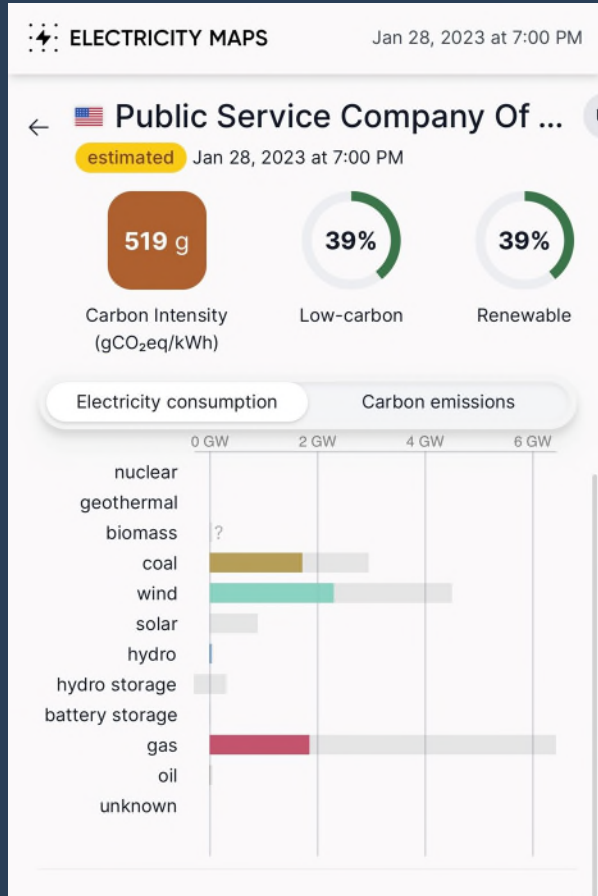 ELECTRICITY MAPS
Jan 28, 2023 at 7:00 PM
Public Service Company Of ...
estimated Jan 28, 2023 at 7:00 PM
519 g
39%
39%
Carbon Intensity
(gCO₂eq/kWh)
Low-carbon
Renewable
Electricity consumption
Carbon emissions
0 GW 2 GW 4 GW 6 GW
nuclear
geothermal
biomass ?
coal
wind
solar
hydro
hydro storage
battery storage
gas
oil
unknown